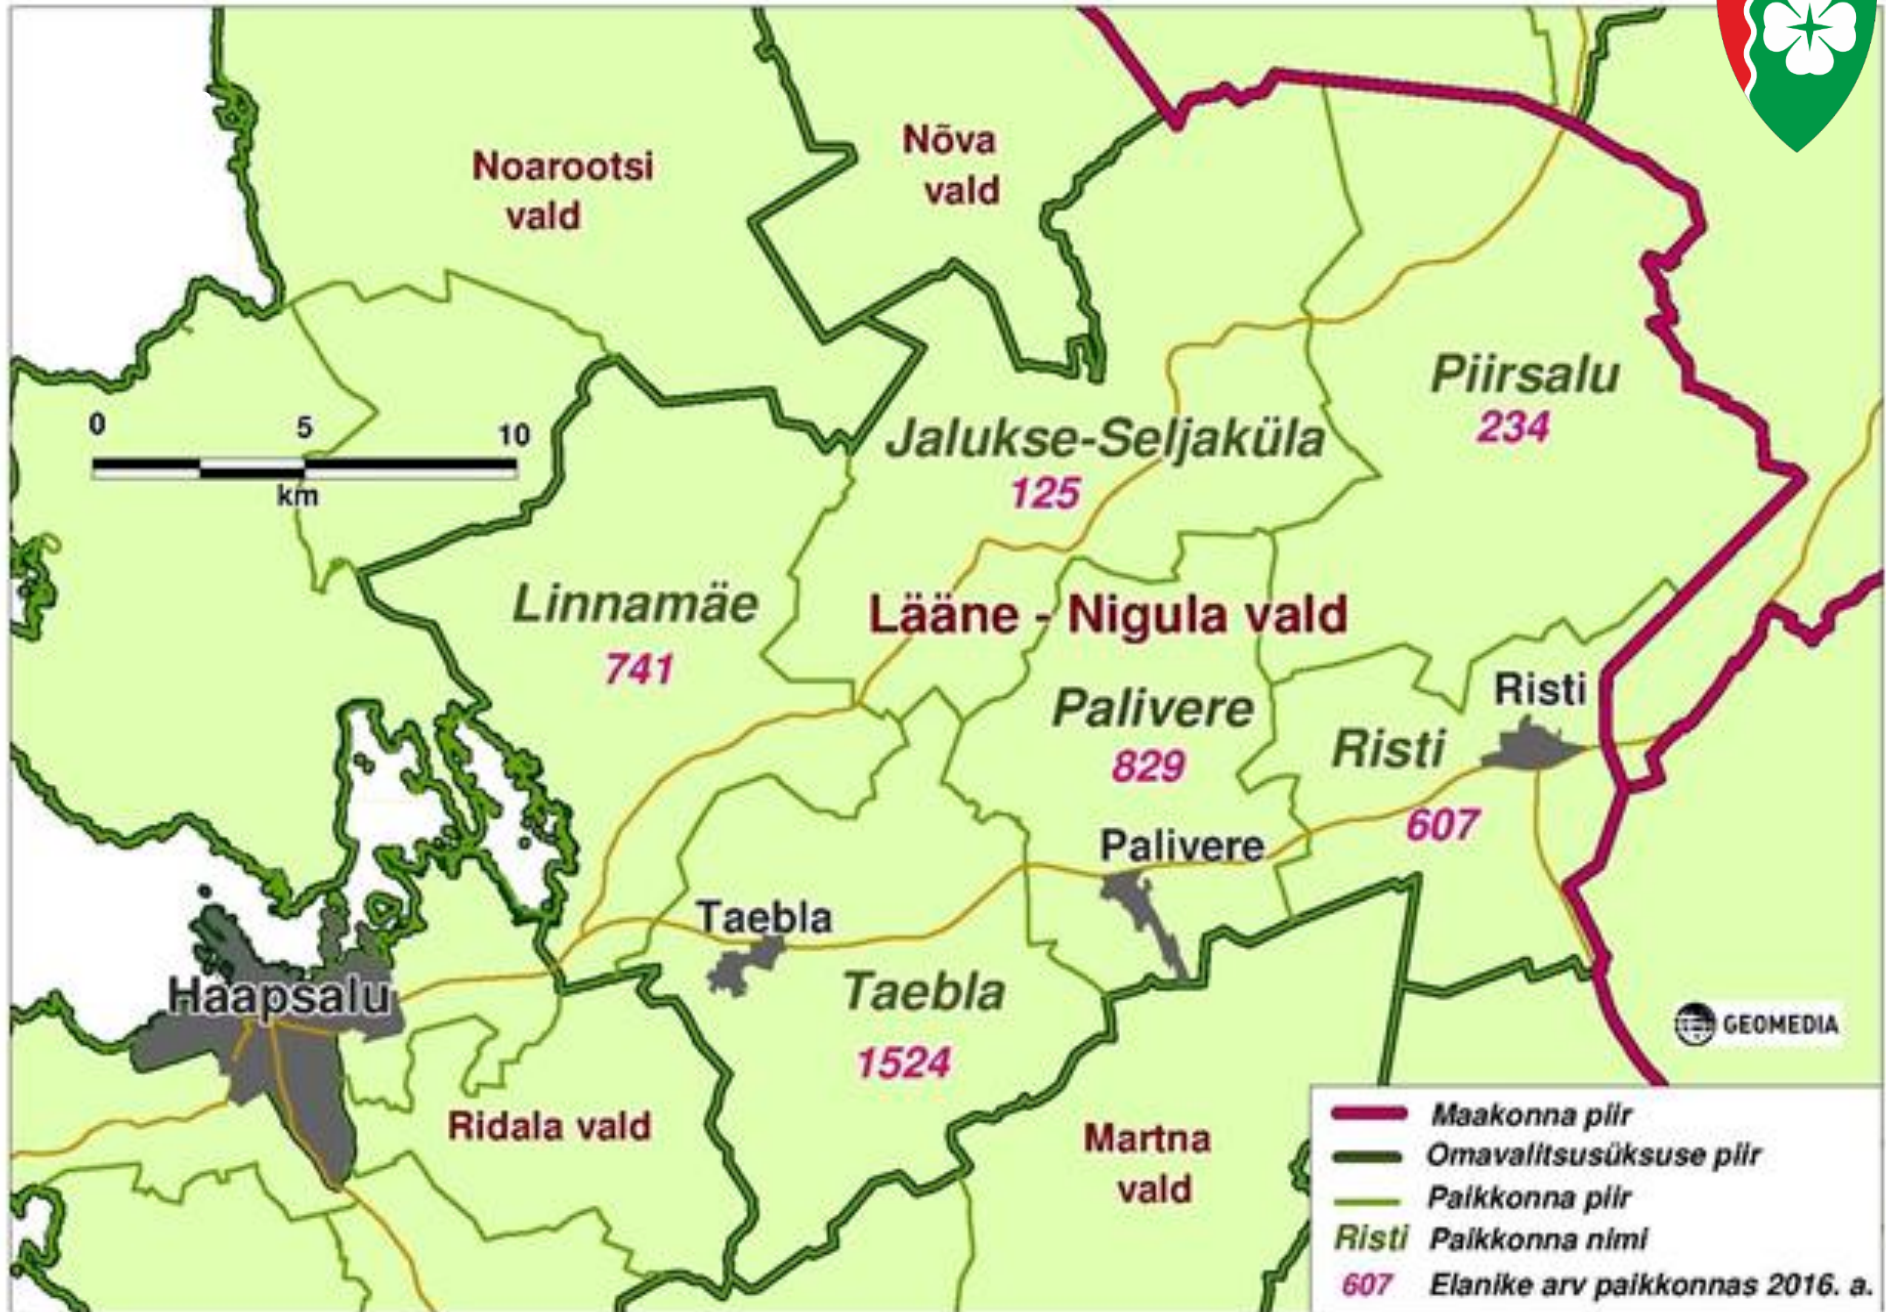 Noarootsi
vald
Nõva
vald
0 5 10
km
Piirsalu
234
Jalukse-Seljaküla
125
Linnamäe
741
Lääne - Nigula vald
Palivere
829
Risti
Risti
607
Palivere
Taebla
Taebla
1524
Haapsalu
Ridala vald
Martna
vald
GEOMEDIA
Maakonna piir
Omavalitsusüksuse piir
Paikkonna piir
Risti Paikkonna nimi
607 Elanike arv paikkonnas 2016. a.